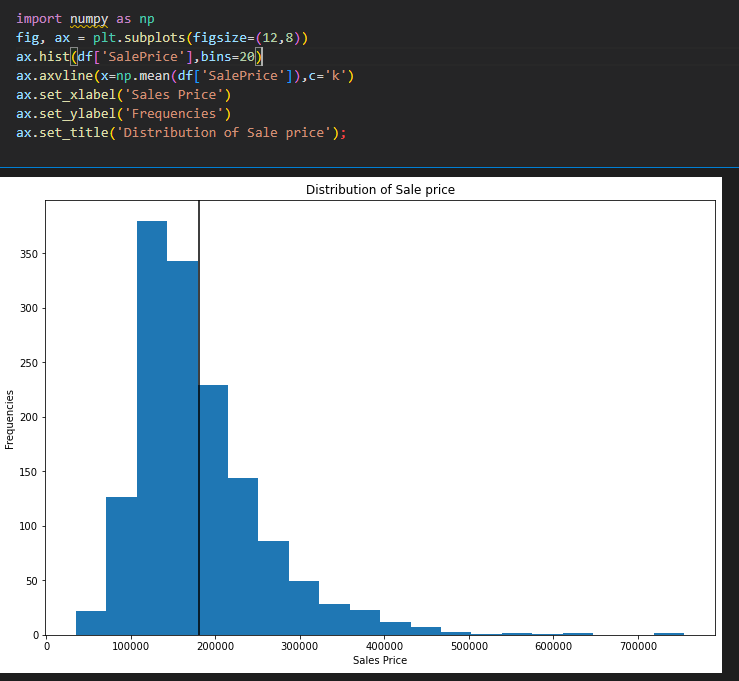 import numpy as np
fig, ax = plt.subplots(figsize=(12,8))
ax.hist(df['SalePrice'],bins=20)
ax.axvline(x=np.mean(df['SalePrice']),c='k')
ax.set_xlabel('Sales Price')
ax.set_ylabel('Frequencies')
ax.set_title('Distribution of Sale price');
Distribution of Sale price
350
300
250
200
150
100
50
0
Frequencies
0 100000 200000 300000 400000 500000 600000 700000
Sales Price